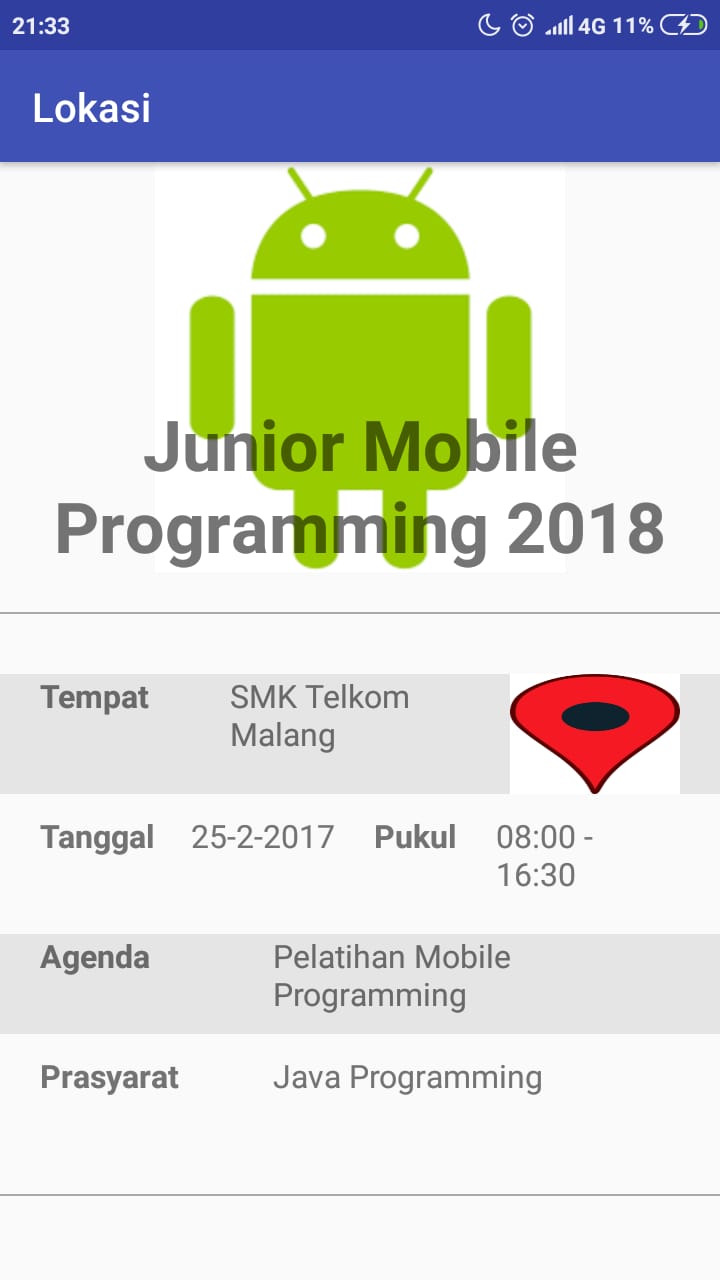 21:33 4G 11%
Lokasi
Junior Mobile
Programming 2018
Tempat SMK Telkom
Malang
Tanggal 25-2-2017 Pukul 08:00 -
16:30
Agenda Pelatihan Mobile
Programming
Prasyarat Java Programming